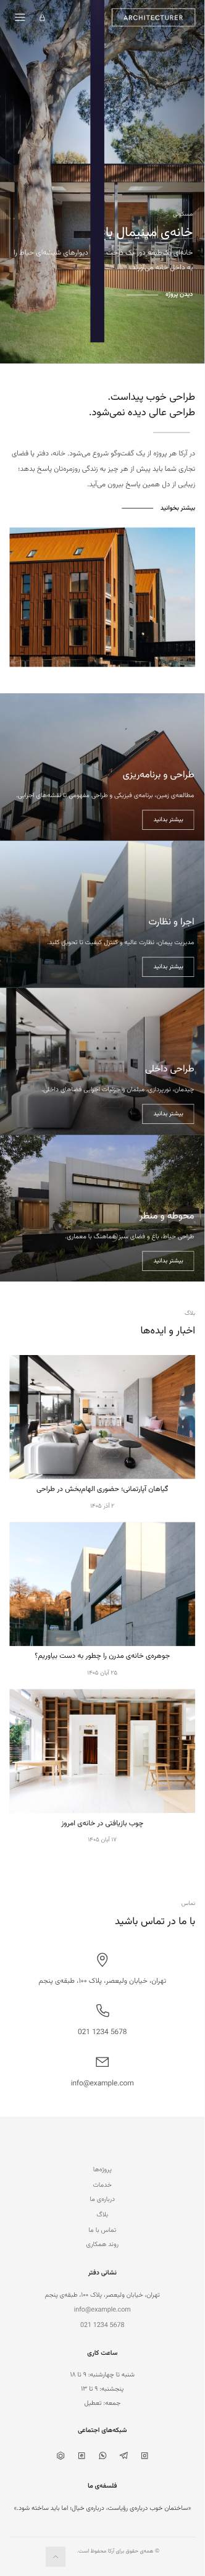 ARCHITECTURER
مسکونی
خانه‌ی مینیمال با
خانه‌ای یک‌طبقه دور یک درخت
دیوارهای شیشه‌ای حیاط را
به داخل خانه می‌آورند.
دیدن پروژه
طراحی خوب پیداست.
طراحی عالی دیده نمی‌شود.
در آرکا هر پروژه از یک گفت‌وگو شروع می‌شود. خانه، دفتر یا فضای
تجاری شما باید پیش از هر چیز به زندگی روزمره‌تان پاسخ بدهد؛
زیبایی از دل همین پاسخ بیرون می‌آید.
بیشتر بخوانید
طراحی و برنامه‌ریزی
مطالعه‌ی زمین، برنامه‌ی فیزیکی و طراحی مفهومی تا نقشه‌های اجرایی.
بیشتر بدانید
اجرا و نظارت
مدیریت پیمان، نظارت عالیه و کنترل کیفیت تا تحویل کلید.
بیشتر بدانید
طراحی داخلی
چیدمان، نورپردازی، مبلمان و جزئیات اجرایی فضاهای داخلی.
بیشتر بدانید
محوطه و منظر
طراحی حیاط، باغ و فضای سبز هماهنگ با معماری.
بیشتر بدانید
بلاگ
اخبار و ایده‌ها
گیاهان آپارتمانی؛ حضوری الهام‌بخش در طراحی
۲ آذر ۱۴۰۵
جوهره‌ی خانه‌ی مدرن را چطور به دست بیاوریم؟
۲۵ آبان ۱۴۰۵
چوب بازیافتی در خانه‌ی امروز
۱۷ آبان ۱۴۰۵
تماس
با ما در تماس باشید
تهران، خیابان ولیعصر، پلاک ۱۰۰، طبقه‌ی پنجم
021 1234 5678
info@example.com
پروژه‌ها
خدمات
درباره‌ی ما
بلاگ
تماس با ما
روند همکاری
نشانی دفتر
تهران، خیابان ولیعصر، پلاک ۱۰۰، طبقه‌ی پنجم
info@example.com
021 1234 5678
ساعت کاری
شنبه تا چهارشنبه: ۹ تا ۱۸
پنجشنبه: ۹ تا ۱۳
جمعه: تعطیل
شبکه‌های اجتماعی
فلسفه‌ی ما
«ساختمان خوب درباره‌ی رؤیاست، درباره‌ی خیال؛ اما باید ساخته شود.»
© همه‌ی حقوق برای آرکا محفوظ است.